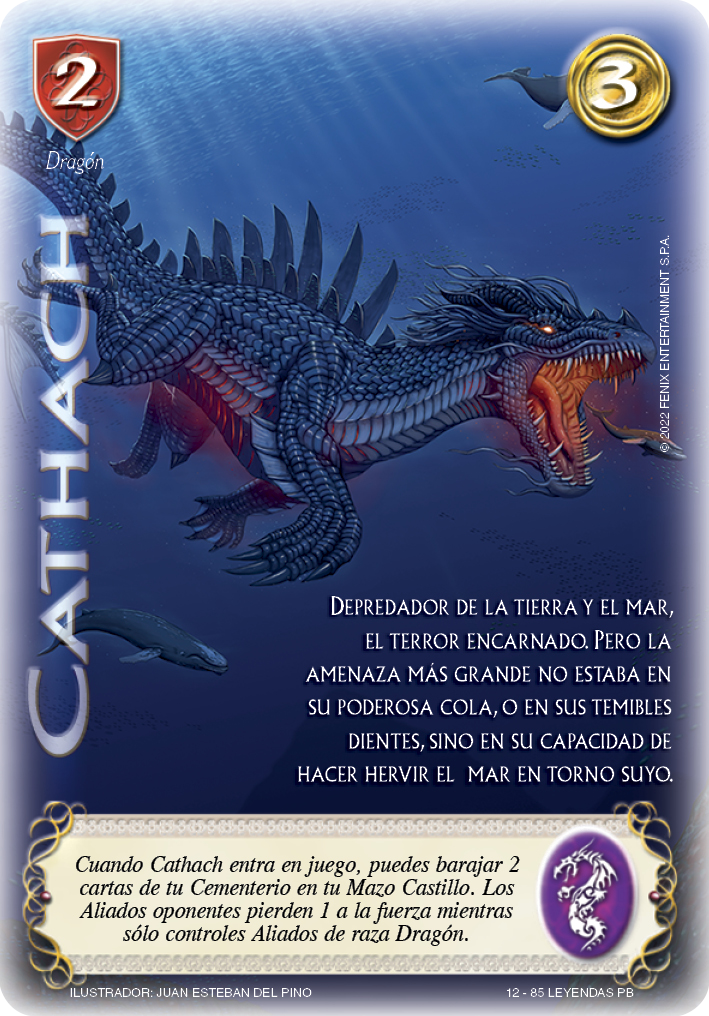 2
3
Dragón
CATHACH
© 2022 FENIX ENTERTAINMENT S.P.A.
DEPREDADOR DE LA TIERRA Y EL MAR,
EL TERROR ENCARNADO. PERO LA
AMENAZA MÁS GRANDE NO ESTABA EN
SU PODEROSA COLA, O EN SUS TEMIBLES
DIENTES, SINO EN SU CAPACIDAD DE
HACER HERVIR EL MAR EN TORNO SUYO.
Cuando Cathach entra en juego, puedes barajar 2
cartas de tu Cementerio en tu Mazo Castillo. Los
Aliados oponentes pierden 1 a la fuerza mientras
sólo controles Aliados de raza Dragón.
ILUSTRADOR: JUAN ESTEBAN DEL PINO
12 - 85 LEYENDAS PB